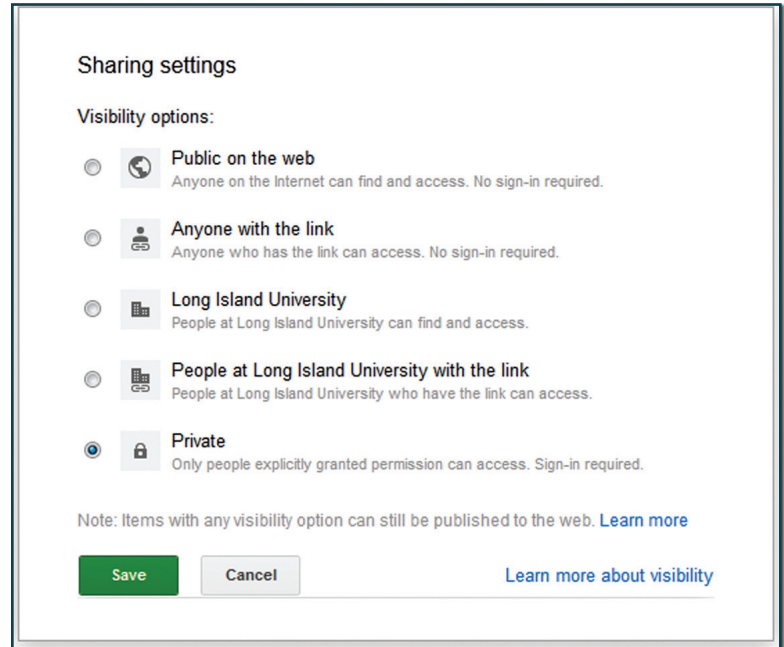 Sharing settings
Visibility options:
Public on the web
Anyone on the Internet can find and access. No sign-in required.
Anyone with the link
Anyone who has the link can access. No sign-in required.
Long Island University
People at Long Island University can find and access.
People at Long Island University with the link
People at Long Island University who have the link can access.
Private
Only people explicitly granted permission can access. Sign-in required.
Note: Items with any visibility option can still be published to the web. Learn more
Save Cancel Learn more about visibility